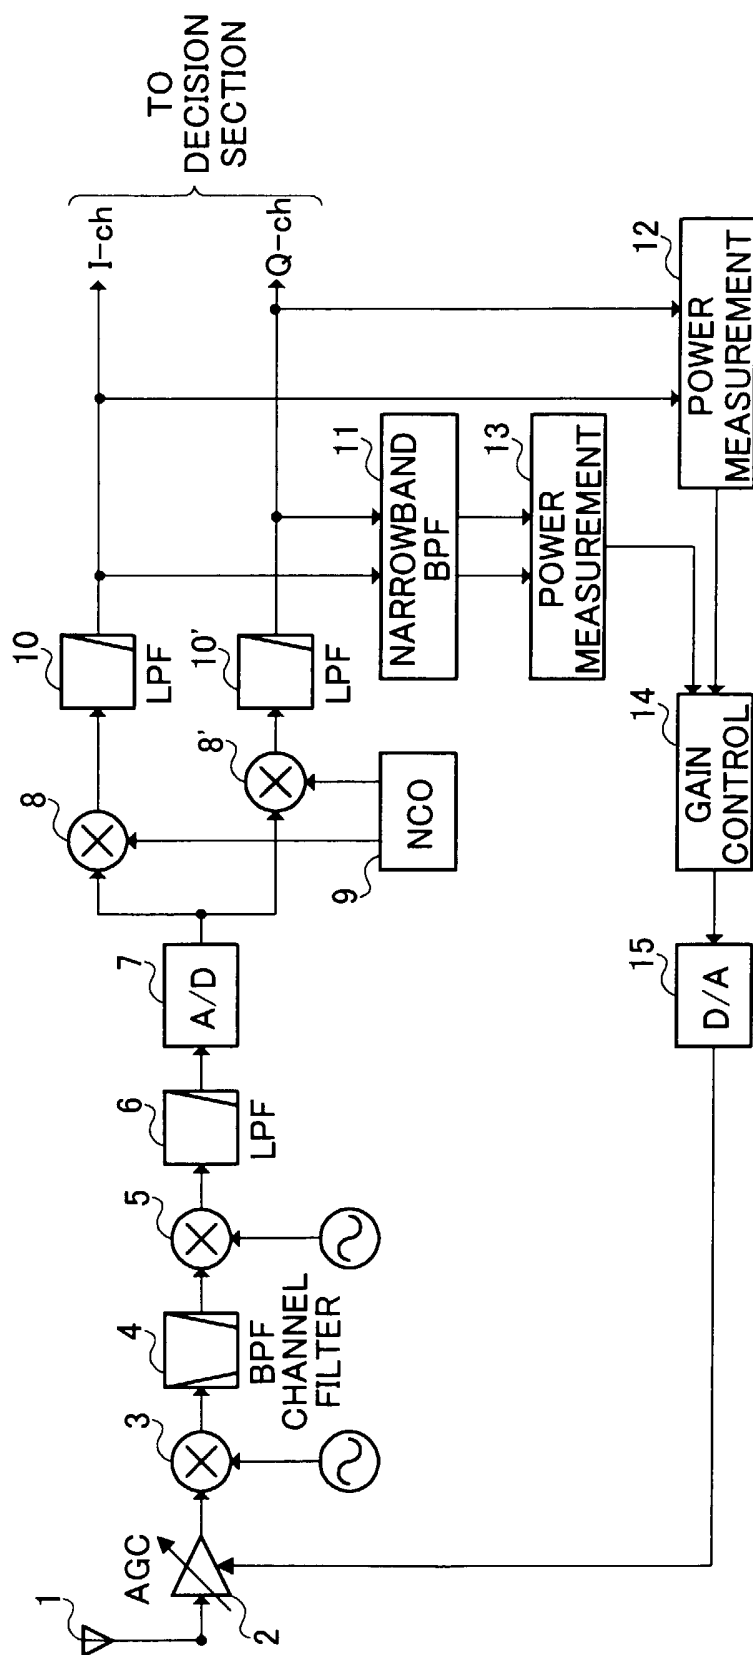 1
AGC
2
3
4
BPF
CHANNEL
FILTER
5
6
LPF
7
A/D
8
8'
9
NCO
10
LPF
10'
LPF
I-ch
Q-ch
TO
DECISION
SECTION
11
NARROWBAND
BPF
13
POWER
MEASUREMENT
12
POWER
MEASUREMENT
14
GAIN
CONTROL
15
D/A